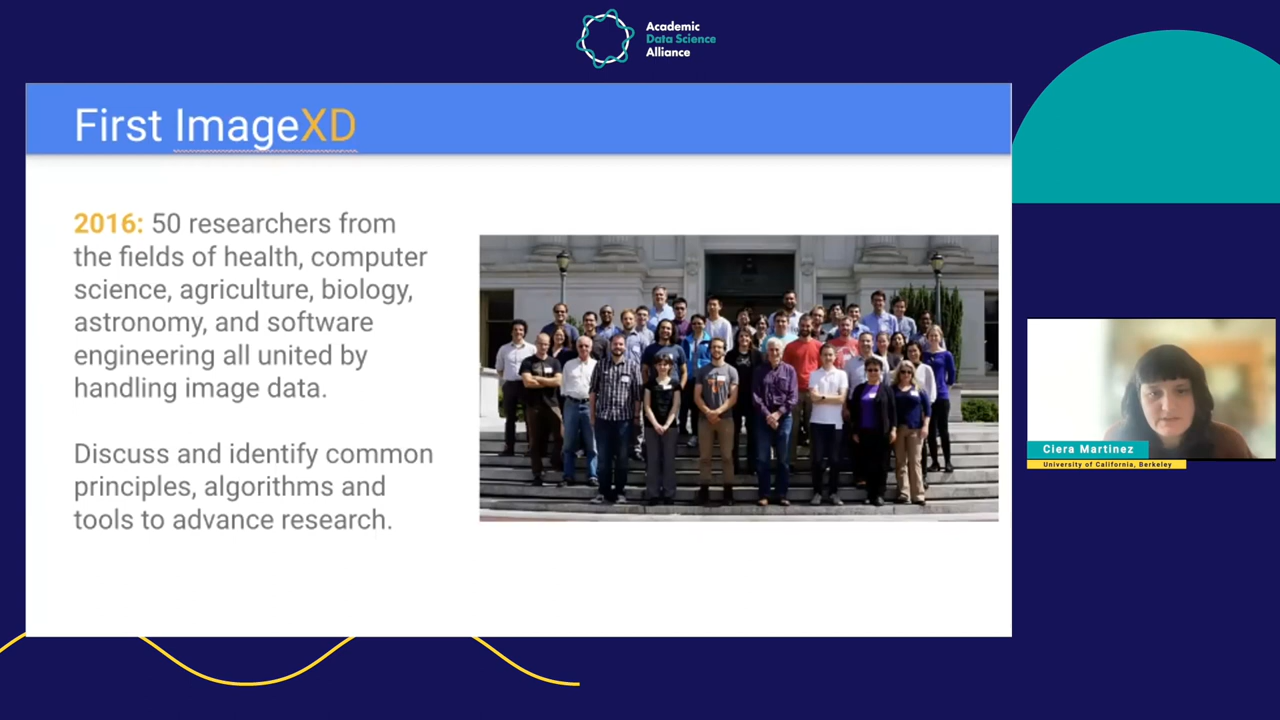 Academic
Data Science
Alliance
First ImageXD
2016: 50 researchers from
the fields of health, computer
science, agriculture, biology,
astronomy, and software
engineering all united by
handling image data.
Discuss and identify common
principles, algorithms and
tools to advance research.
Ciera Martinez
University of California, Berkeley